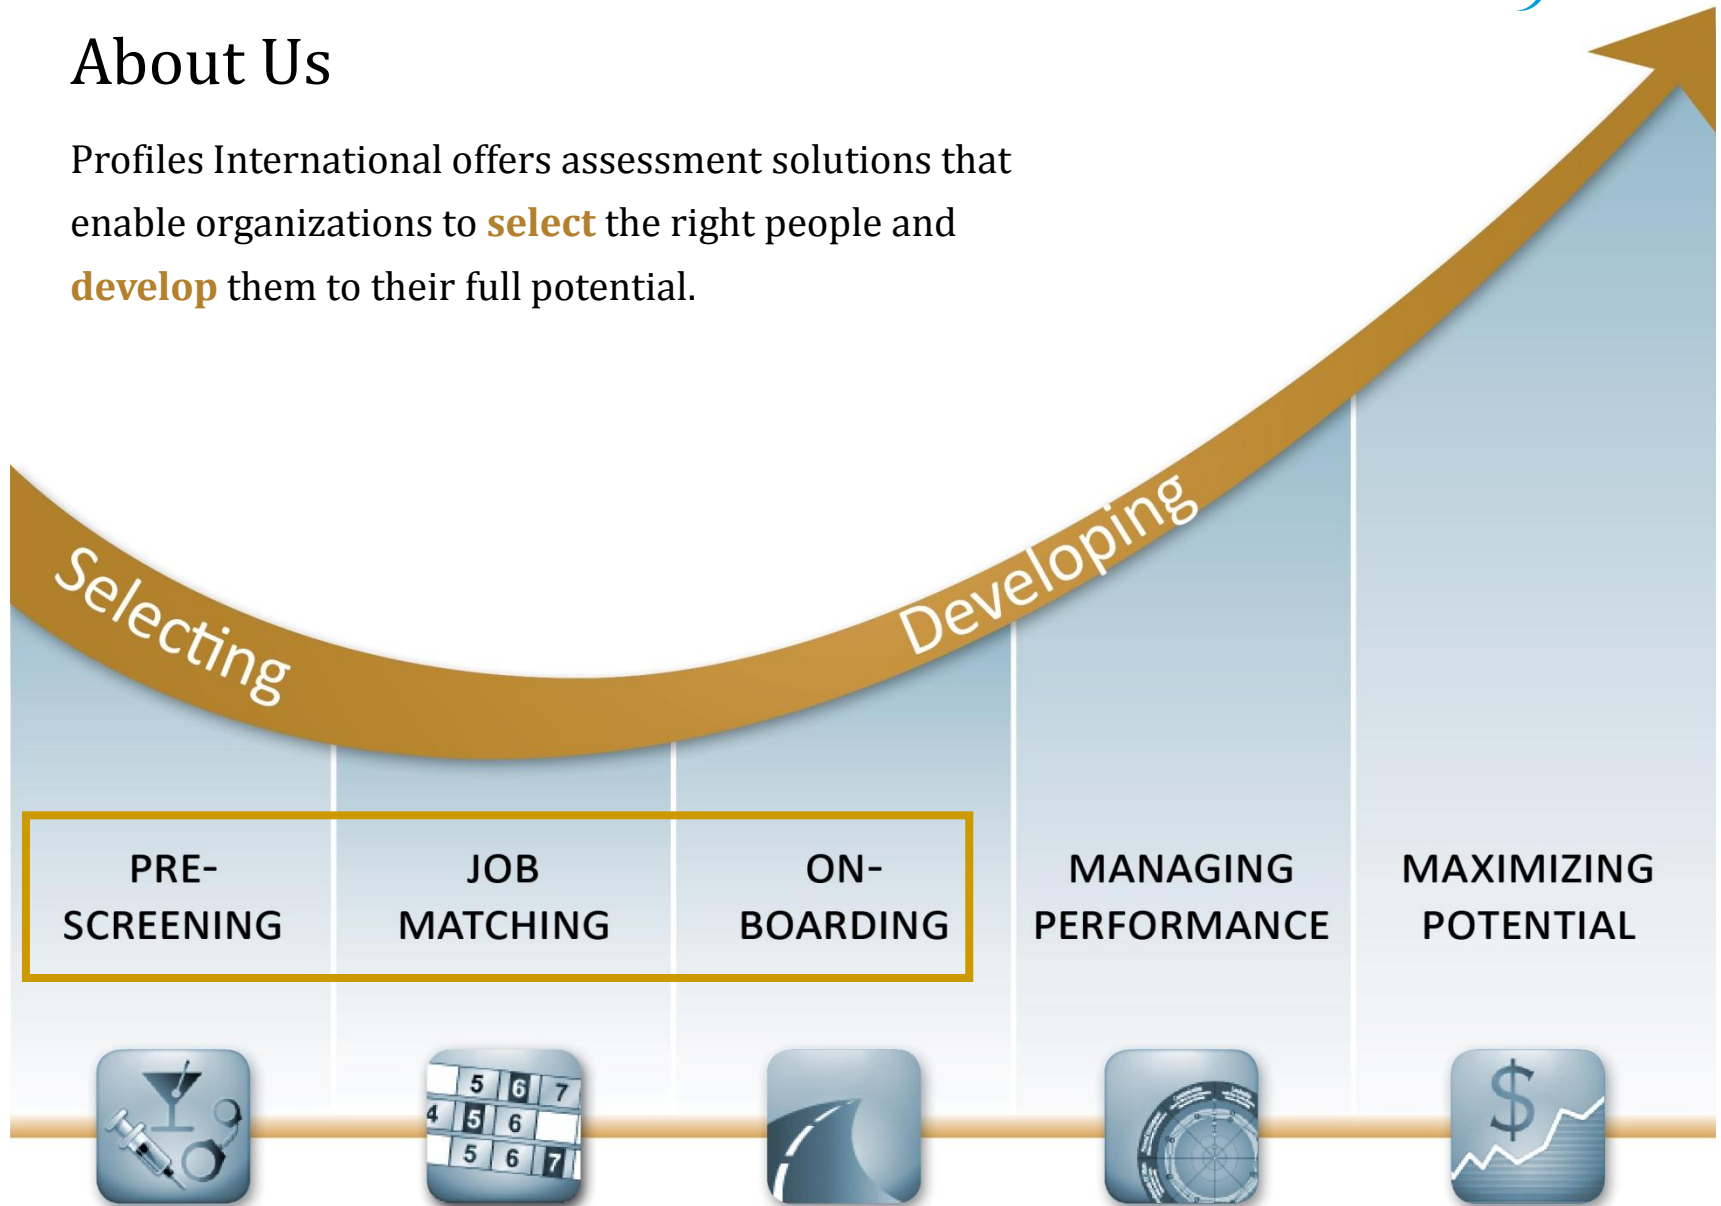 About Us
Profiles International offers assessment solutions that
enable organizations to select the right people and
develop them to their full potential.
Selecting
Developing
PRE-
SCREENING
JOB
MATCHING
ON-
BOARDING
MANAGING
PERFORMANCE
MAXIMIZING
POTENTIAL
5 6 7
4 5 6
5 6 7
$